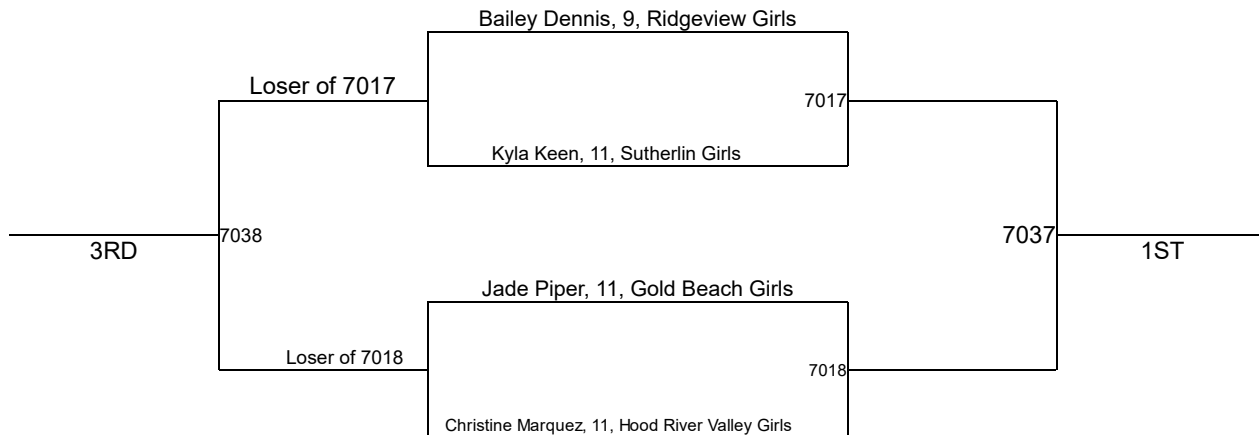 Bailey Dennis, 9, Ridgeview Girls
Loser of 7017
7017
Kyla Keen, 11, Sutherlin Girls
3RD
7038
7037
1ST
Jade Piper, 11, Gold Beach Girls
Loser of 7018
7018
Christine Marquez, 11, Hood River Valley Girls